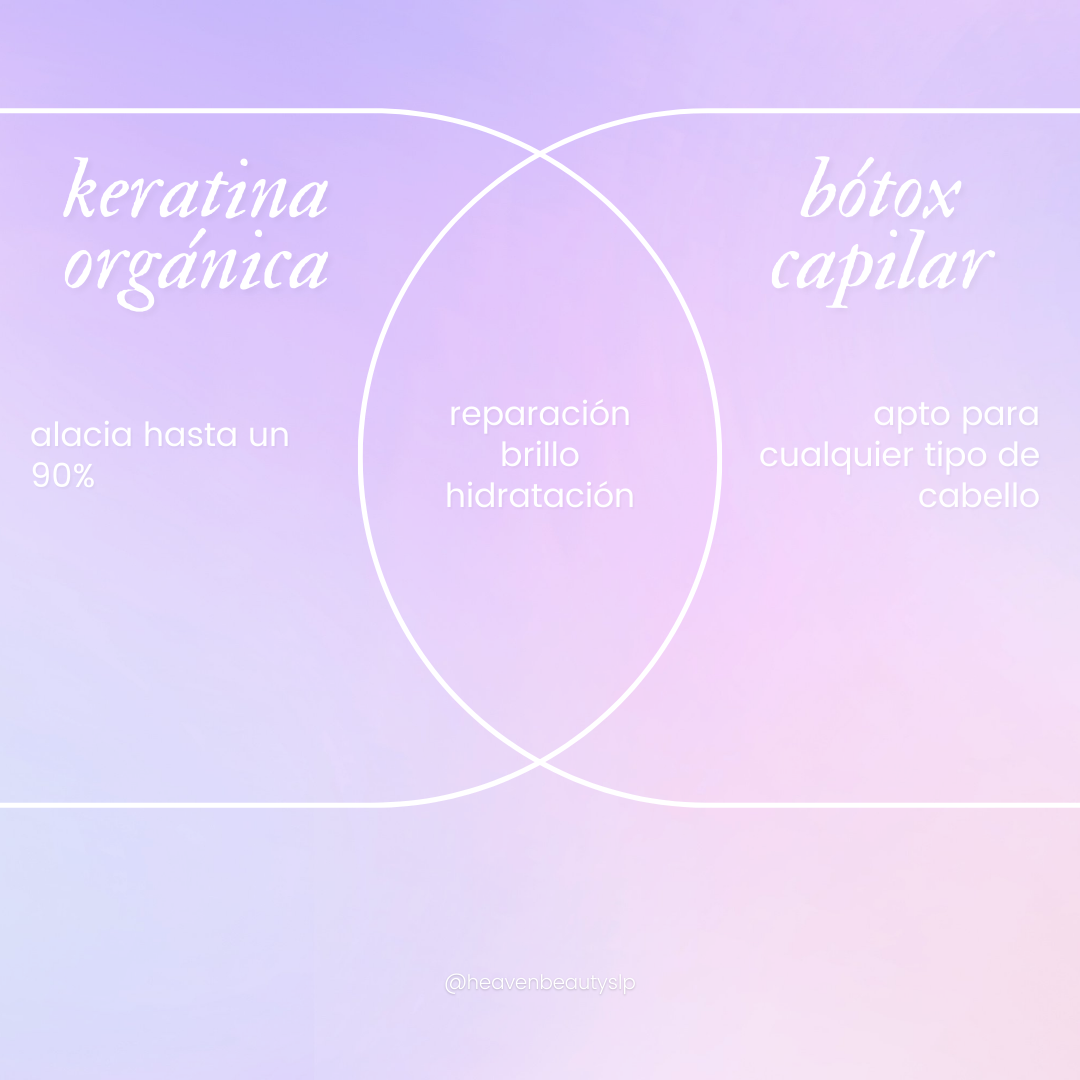 keratina
orgánica
alacia hasta un
90%
reparación
brillo
hidratación
bótox
capilar
apto para
cualquier tipo de
cabello
@heavenbeautyslp